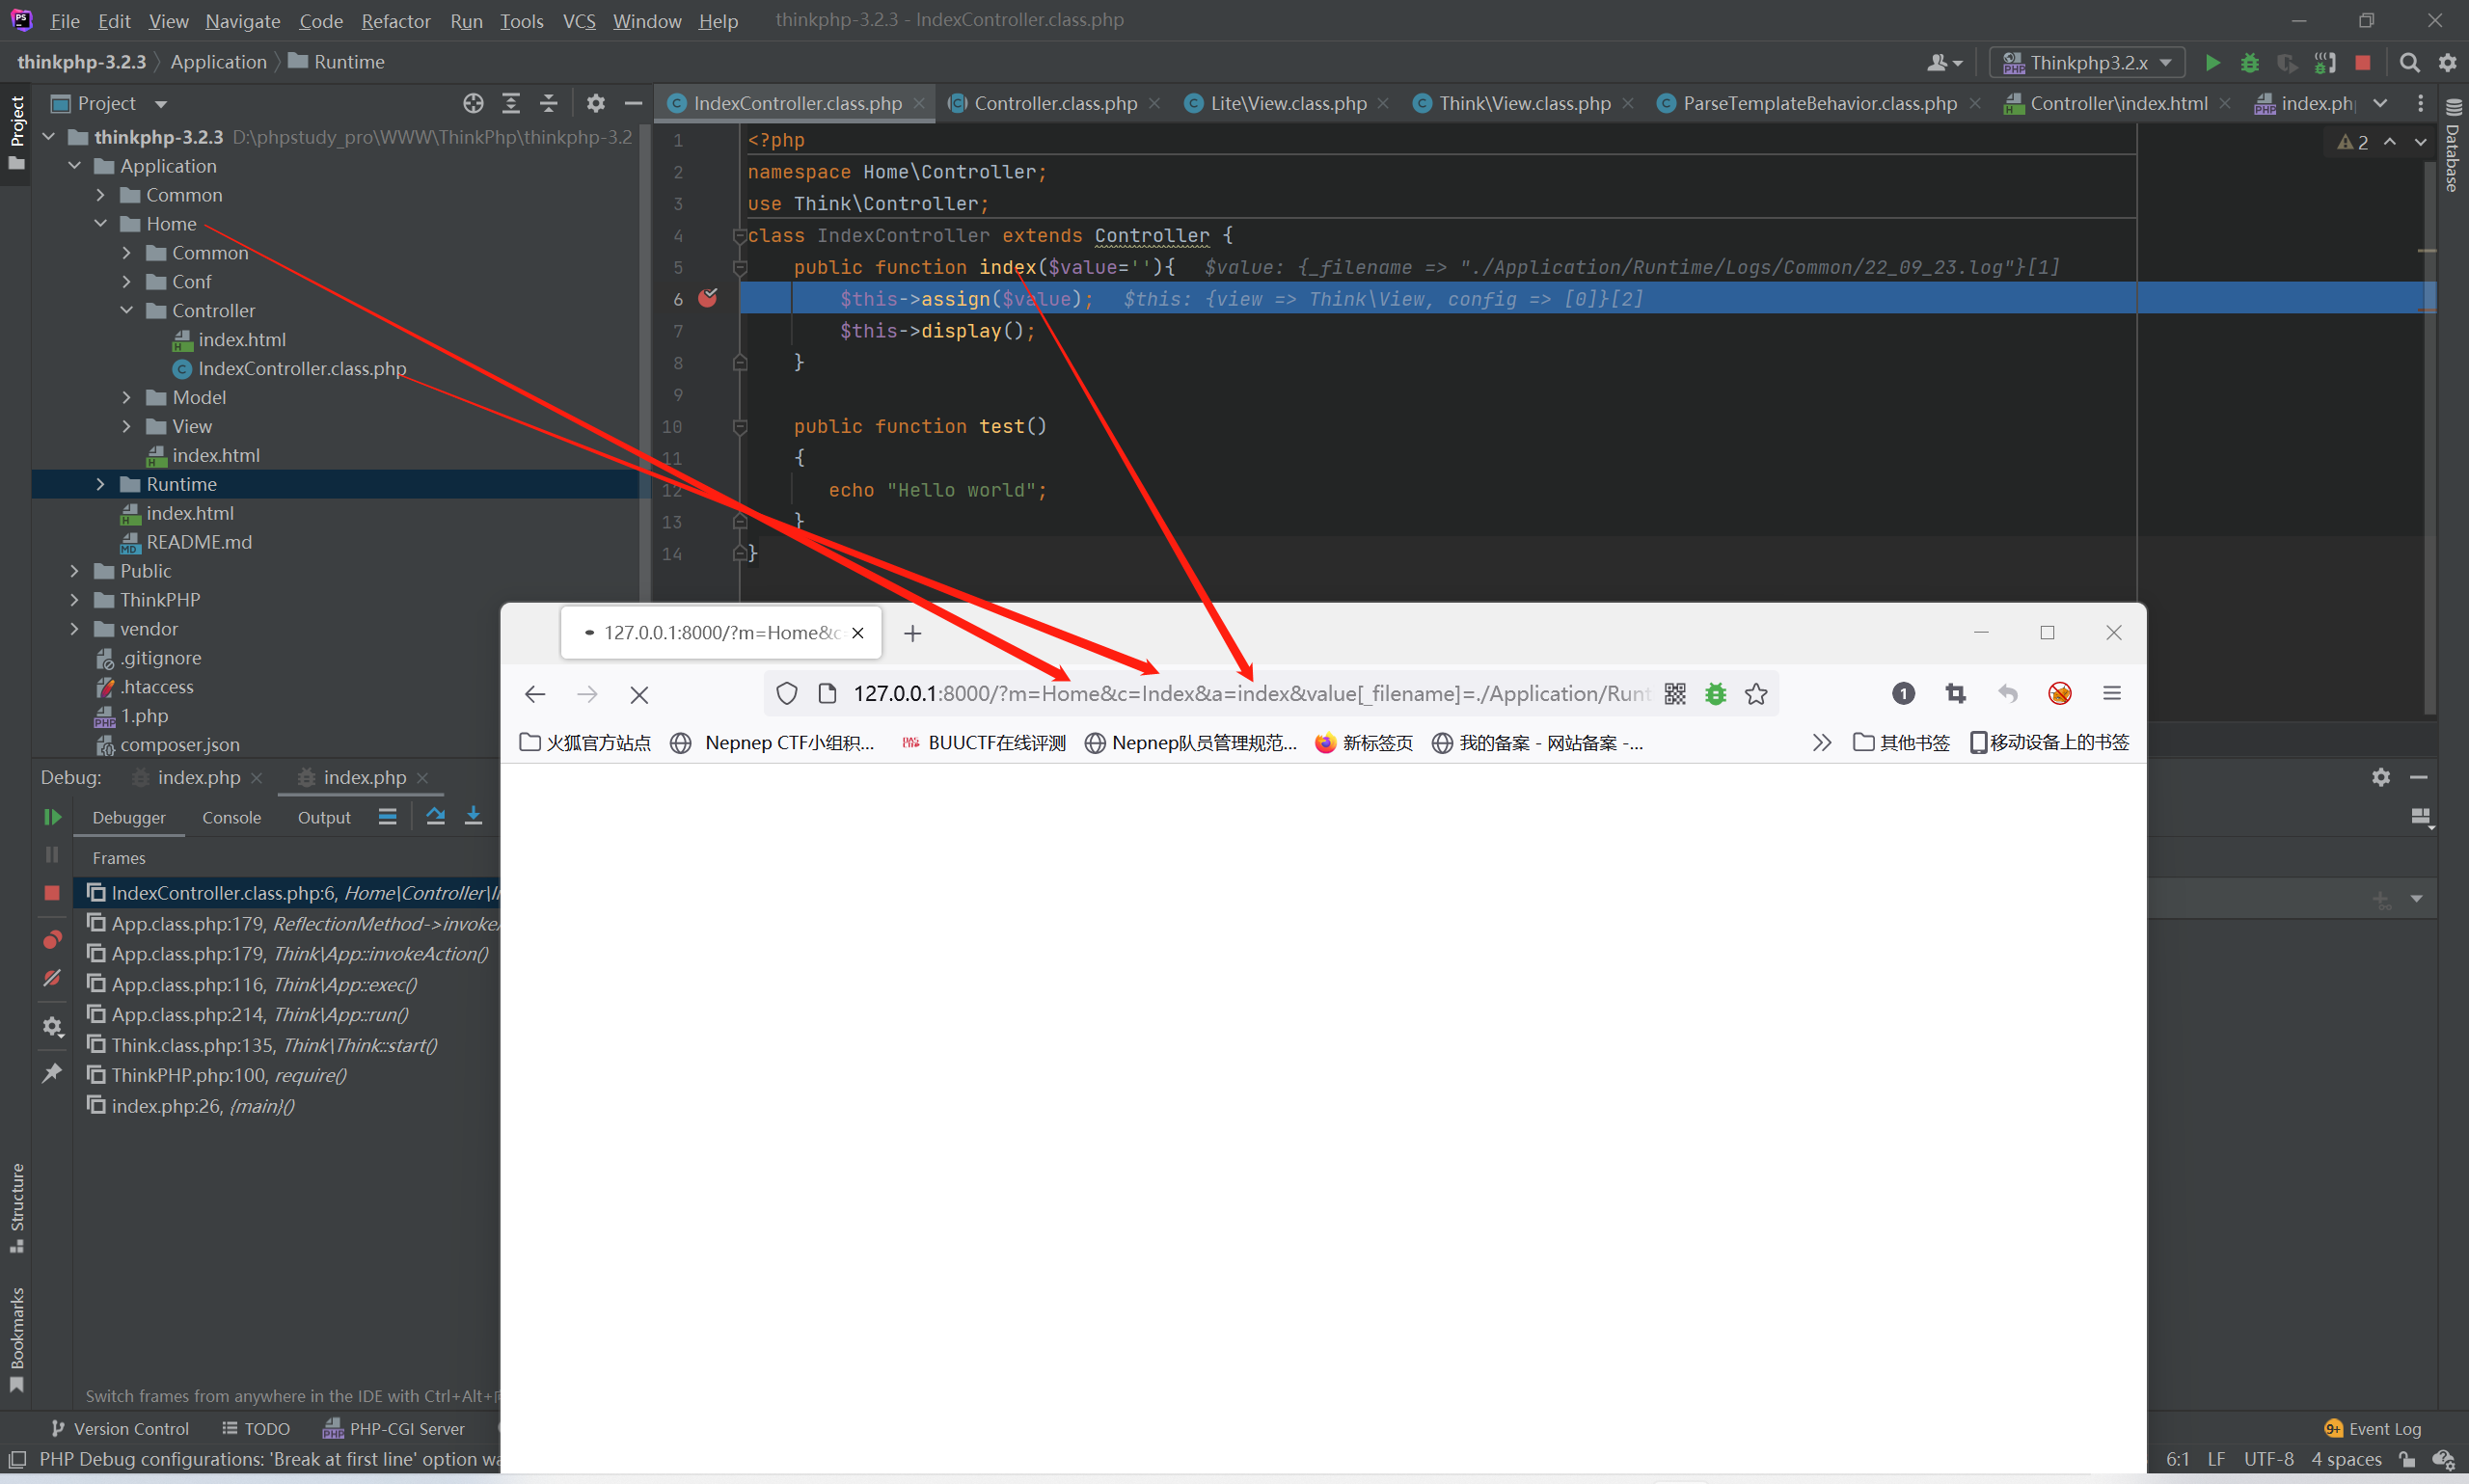 File Edit View Navigate Code Refactor Run Tools VCS Window Help thinkphp-3.2.3 - IndexController.class.php
thinkphp-3.2.3 Application Runtime
Thinkphp3.2.x
Project
IndexController.class.php Controller.class.php Lite\View.class.php Think\View.class.php ParseTemplateBehavior.class.php Controller\index.html index.ph
Project
thinkphp-3.2.3 D:\phpstudy_pro\WWW\ThinkPhp\thinkphp-3.2
Application
Common
Home
Common
Conf
Controller
index.html
IndexController.class.php
Model
View
index.html
Runtime
index.html
README.md
Public
ThinkPHP
vendor
.gitignore
.htaccess
1.php
composer.json
2
Database
1 <?php
2 namespace Home\Controller;
3 use Think\Controller;
4 class IndexController extends Controller {
5 public function index($value=''){ $value: {_filename => "./Application/Runtime/Logs/Common/22_09_23.log"}[1]
6 $this->assign($value); $this: {view => Think\View, config => [0]}[2]
7 $this->display();
8 }
9
10 public function test()
11 {
12 echo "Hello world";
13 }
14 }
127.0.0.1:8000/?m=Home&c
127.0.0.1:8000/?m=Home&c=Index&a=index&value[_filename]=./Application/Runt
1
火狐官方站点 Nepnep CTF小组积... BUUCTF在线评测 Nepnep队员管理规范... 新标签页 我的备案 - 网站备案 -... 其他书签 移动设备上的书签
Debug: index.php index.php
Debugger Console Output
Frames
IndexController.class.php:6, Home\Controller\I
App.class.php:179, ReflectionMethod->invoke
App.class.php:179, Think\App::invokeAction()
App.class.php:116, Think\App::exec()
App.class.php:214, Think\App::run()
Think.class.php:135, Think\Think::start()
ThinkPHP.php:100, require()
index.php:26, {main}()
Structure
Bookmarks
Switch frames from anywhere in the IDE with Ctrl+Alt+
Version Control TODO PHP-CGI Server
9+ Event Log
PHP Debug configurations: 'Break at first line' option wa
6:1 LF UTF-8 4 spaces